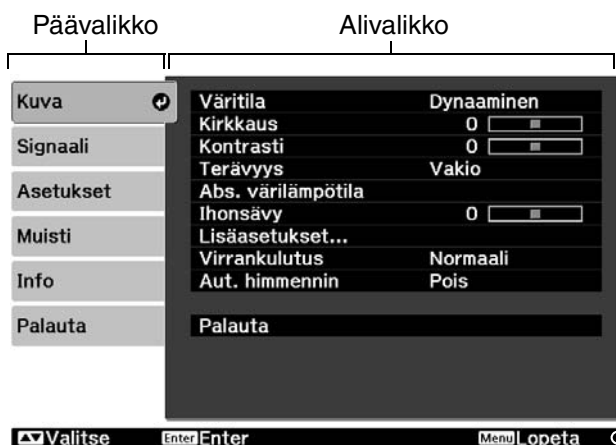 Päävalikko Alivalikko
Kuva
Signaali
Asetukset
Muisti
Info
Palauta
Väritila Dynaaminen
Kirkkaus 0
Kontrasti 0
Terävyys Vakio
Abs. värilämpötila
Ihonsävy 0
Lisäasetukset...
Virrankulutus Normaali
Aut. himmennin Pois
Palauta
Valitse Enter Enter Menu Lopeta